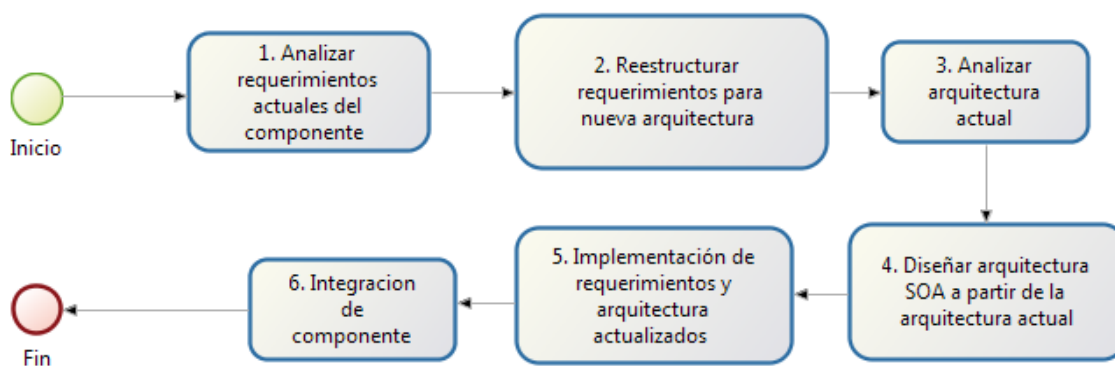 Inicio
1. Analizar
requerimientos
actuales del
componente
2. Reestructurar
requerimientos para
nueva arquitectura
3. Analizar
arquitectura
actual
4. Diseñar arquitectura
SOA a partir de la
arquitectura actual
5. Implementación de
requerimientos y
arquitectura
actualizados
6. Integracion
de
componente
Fin